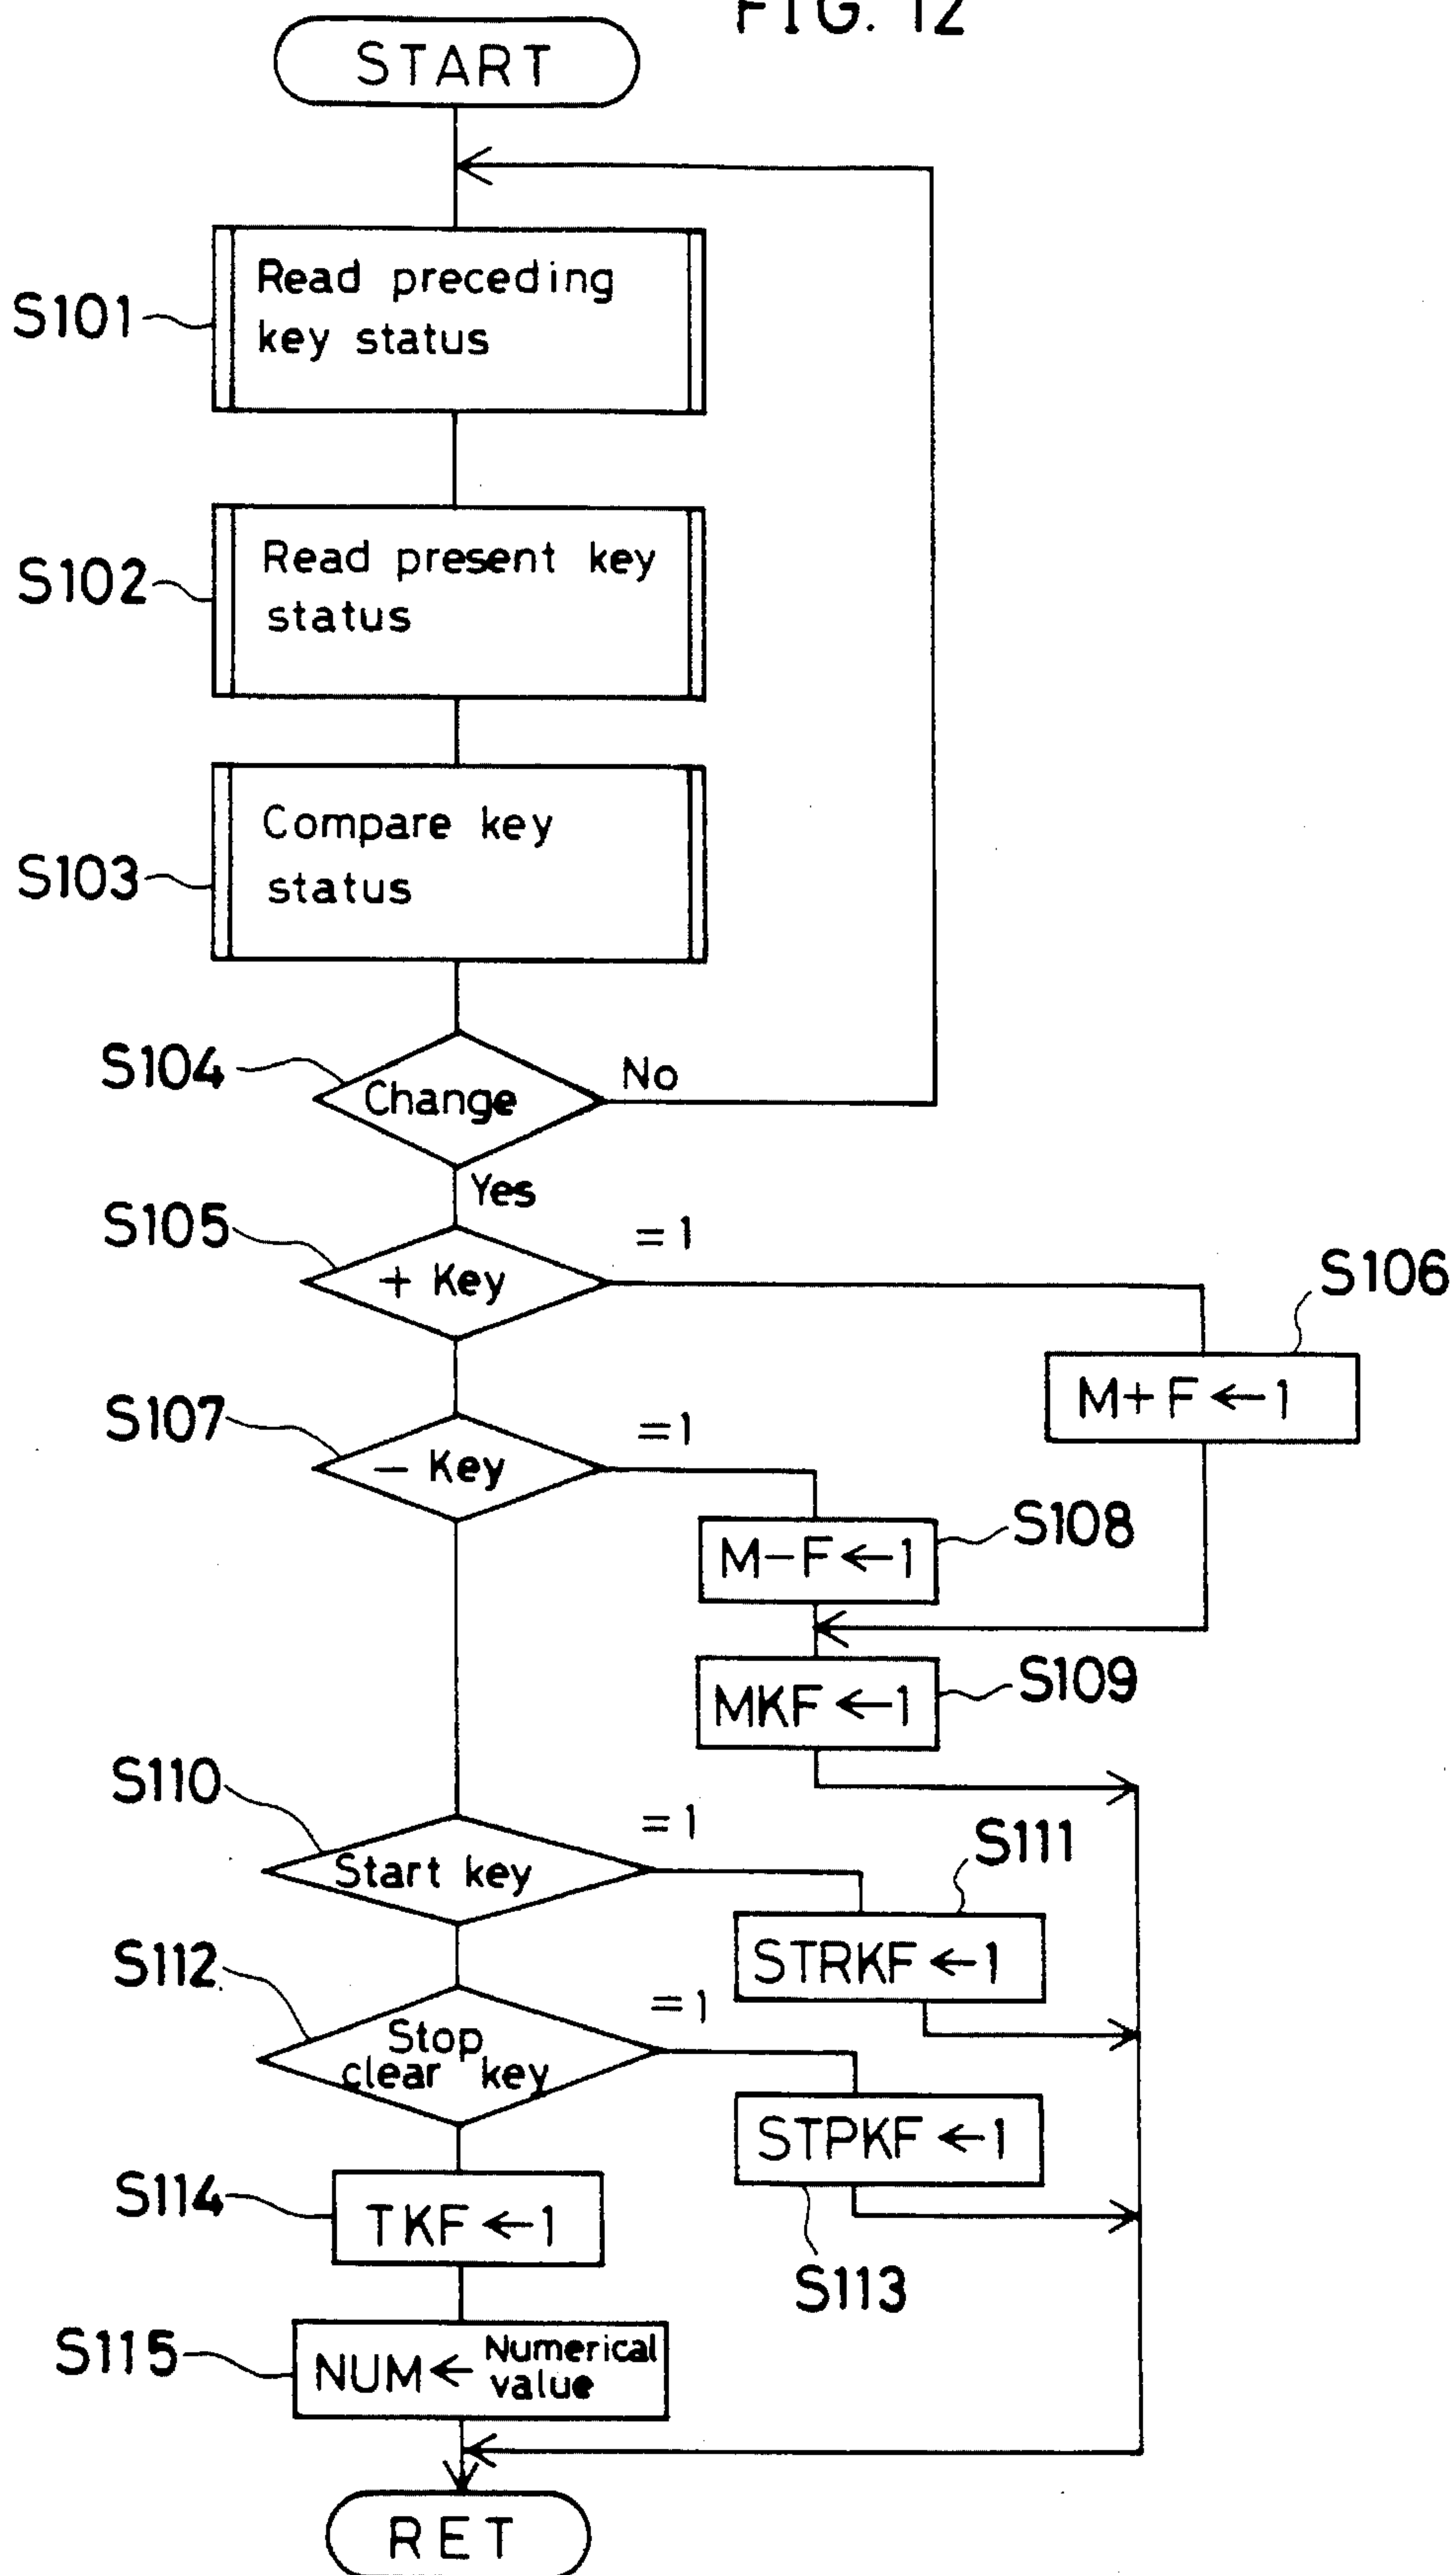 FIG. 12
START
S101
Read preceding
key status
S102
Read present key
status
S103
Compare key
status
S104
Change
No
Yes
S105
+ Key
=1
S106
M+F←1
S107
− Key
=1
S108
M−F←1
S109
MKF←1
S110
Start key
=1
S111
STRKF←1
S112
Stop
clear key
=1
STPKF←1
S113
S114
TKF←1
S115
NUM← Numerical
value
RET